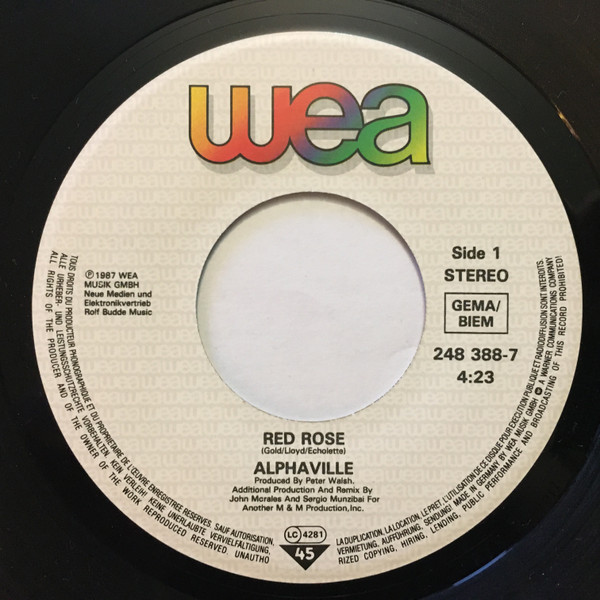 wea
℗ 1987 WEA
MUSIK GMBH
Neue Medien und
Elektronikvertrieb
Rolf Budde Music
Side 1
STEREO
GEMA/
BIEM
248 388-7
4:23
RED ROSE
(Gold/Lloyd/Echolette)
ALPHAVILLE
Produced By Peter Walsh.
Additional Production And Remix By
John Morales And Sergio Munzibai For
Another M & M Production, Inc.
LC 4281
45
TOUS DROITS DU PRODUCTEUR PHONOGRAPHIQUE ET DU PROPRIETAIRE DE L'ŒUVRE ENREGISTREE RESERVES. SAUF AUTORISATION,
LA DUPLICATION, LA LOCATION, LE PRET, L'UTILISATION DE CE DISQUE POUR EXECUTION PUBLIQUE ET RADIODIFFUSION SONT INTERDITS.
ALLE URHEBER- UND LEISTUNGSSCHUTZRECHTE VORBEHALTEN. KEIN VERLEIH! KEINE UNERLAUBTE VERVIELFÄLTIGUNG,
VERMIETUNG, AUFFÜHRUNG, SENDUNG! MADE IN GERMANY BY WEA MUSIK GMBH A WARNER COMMUNICATIONS COMPANY
ALL RIGHTS OF THE PRODUCER AND OF THE OWNER OF THE WORK REPRODUCED RESERVED. UNAUTHO
RIZED COPYING, HIRING, LENDING, PUBLIC PERFORMANCE AND BROADCASTING OF THIS RECORD PROHIBITED!